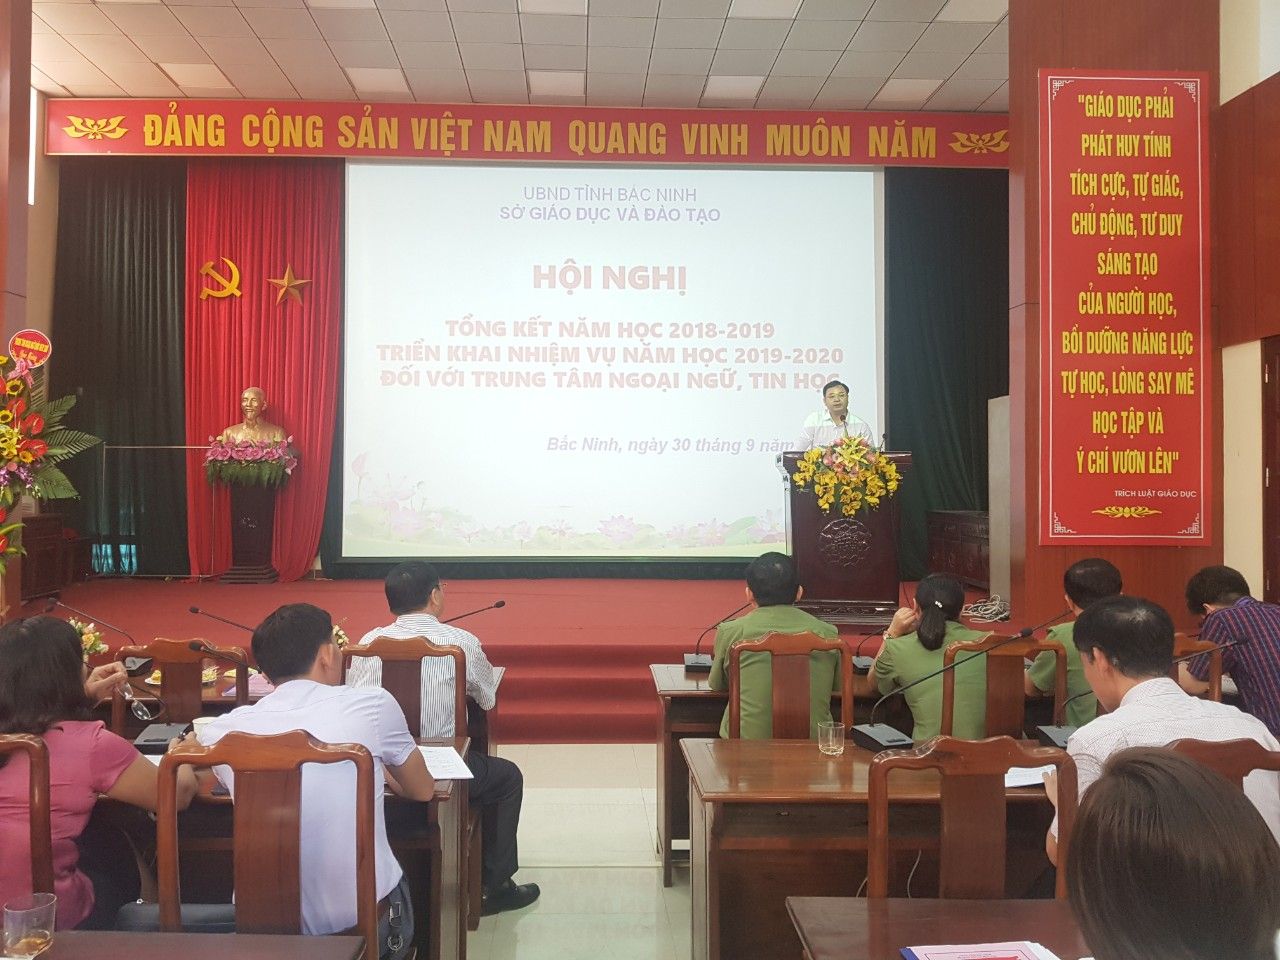 ĐẢNG CỘNG SẢN VIỆT NAM QUANG VINH MUÔN NĂM
UBND TỈNH BẮC NINH
SỞ GIÁO DỤC VÀ ĐÀO TẠO
HỘI NGHỊ
TỔNG KẾT NĂM HỌC 2018-2019
TRIỂN KHAI NHIỆM VỤ NĂM HỌC 2019-2020
ĐỐI VỚI TRUNG TÂM NGOẠI NGỮ, TIN HỌC
Bắc Ninh, ngày 30 tháng 9 năm
"GIÁO DỤC PHẢI
PHÁT HUY TÍNH
TÍCH CỰC, TỰ GIÁC,
CHỦ ĐỘNG, TƯ DUY
SÁNG TẠO
CỦA NGƯỜI HỌC,
BỒI DƯỠNG NĂNG LỰC
TỰ HỌC, LÒNG SAY MÊ
HỌC TẬP VÀ
Ý CHÍ VƯƠN LÊN"
TRÍCH LUẬT GIÁO DỤC